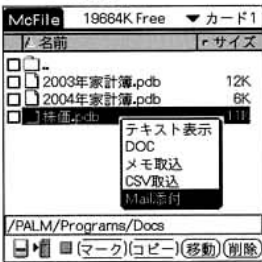 McFile 19664K Free ▼ カード1
名前 サイズ
..
2003年家計簿.pdb 12K
2004年家計簿.pdb 6K
株価.pdb 11K
テキスト表示
DOC
メモ取込
CSV取込
Mail添付
/PALM/Programs/Docs
マーク コピー 移動 削除